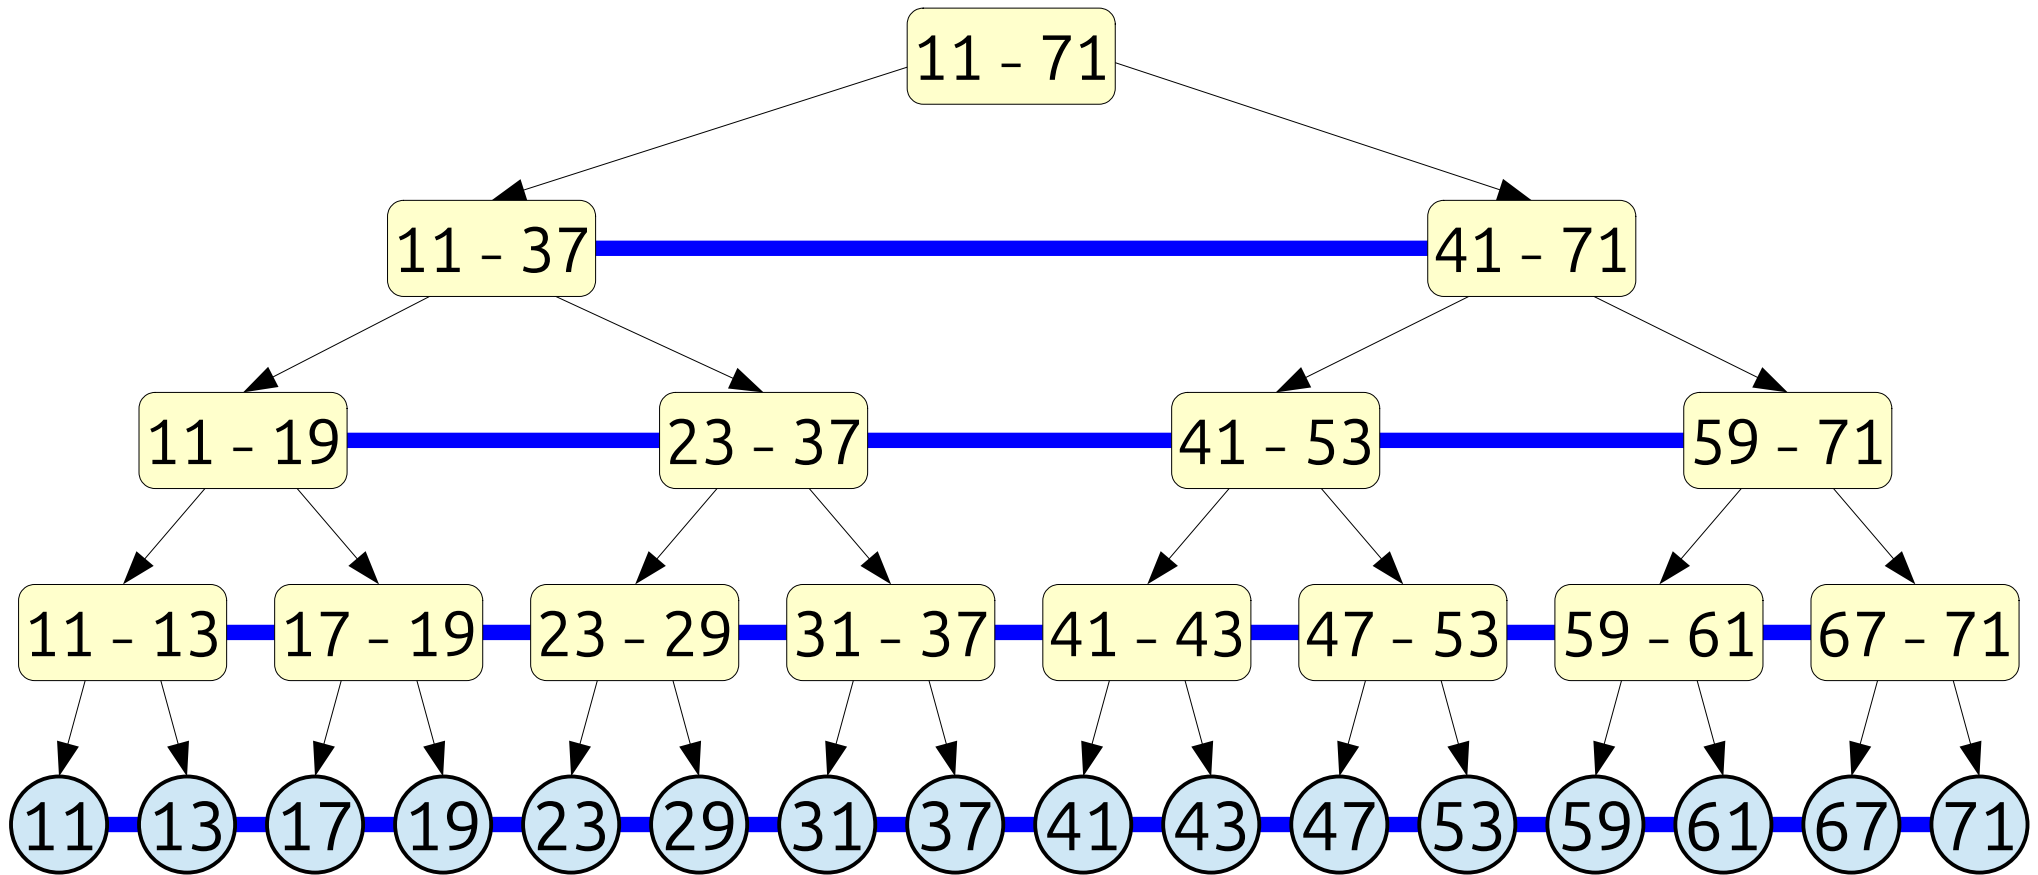 11 – 71
11 – 37 41 – 71
11 – 19 23 – 37 41 – 53 59 – 71
11 – 13 17 – 19 23 – 29 31 – 37 41 – 43 47 – 53 59 – 61 67 – 71
11 13 17 19 23 29 31 37 41 43 47 53 59 61 67 71